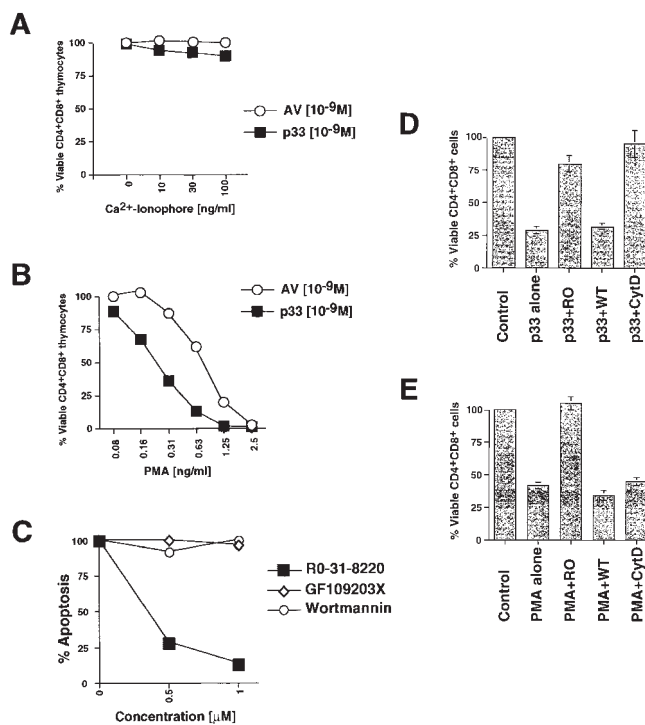 A
% Viable CD4+CD8+ thymocytes
100
75
50
25
0
0
10
30
100
Ca2+-Ionophore [ng/ml]
AV [10-9M]
p33 [10-9M]
B
% Viable CD4+CD8+ thymocytes
100
75
50
25
0
0.08
0.16
0.31
0.63
1.25
2.5
PMA [ng/ml]
AV [10-9M]
p33 [10-9M]
C
% Apoptosis
100
75
50
25
0
0
0.5
1
Concentration [µM]
R0-31-8220
GF109203X
Wortmannin
D
% Viable CD4+CD8+ cells
100
75
50
25
0
Control
p33 alone
p33+RO
p33+WT
p33+CytD
E
% Viable CD4+CD8+ cells
100
75
50
25
0
Control
PMA alone
PMA+RO
PMA+WT
PMA+CytD